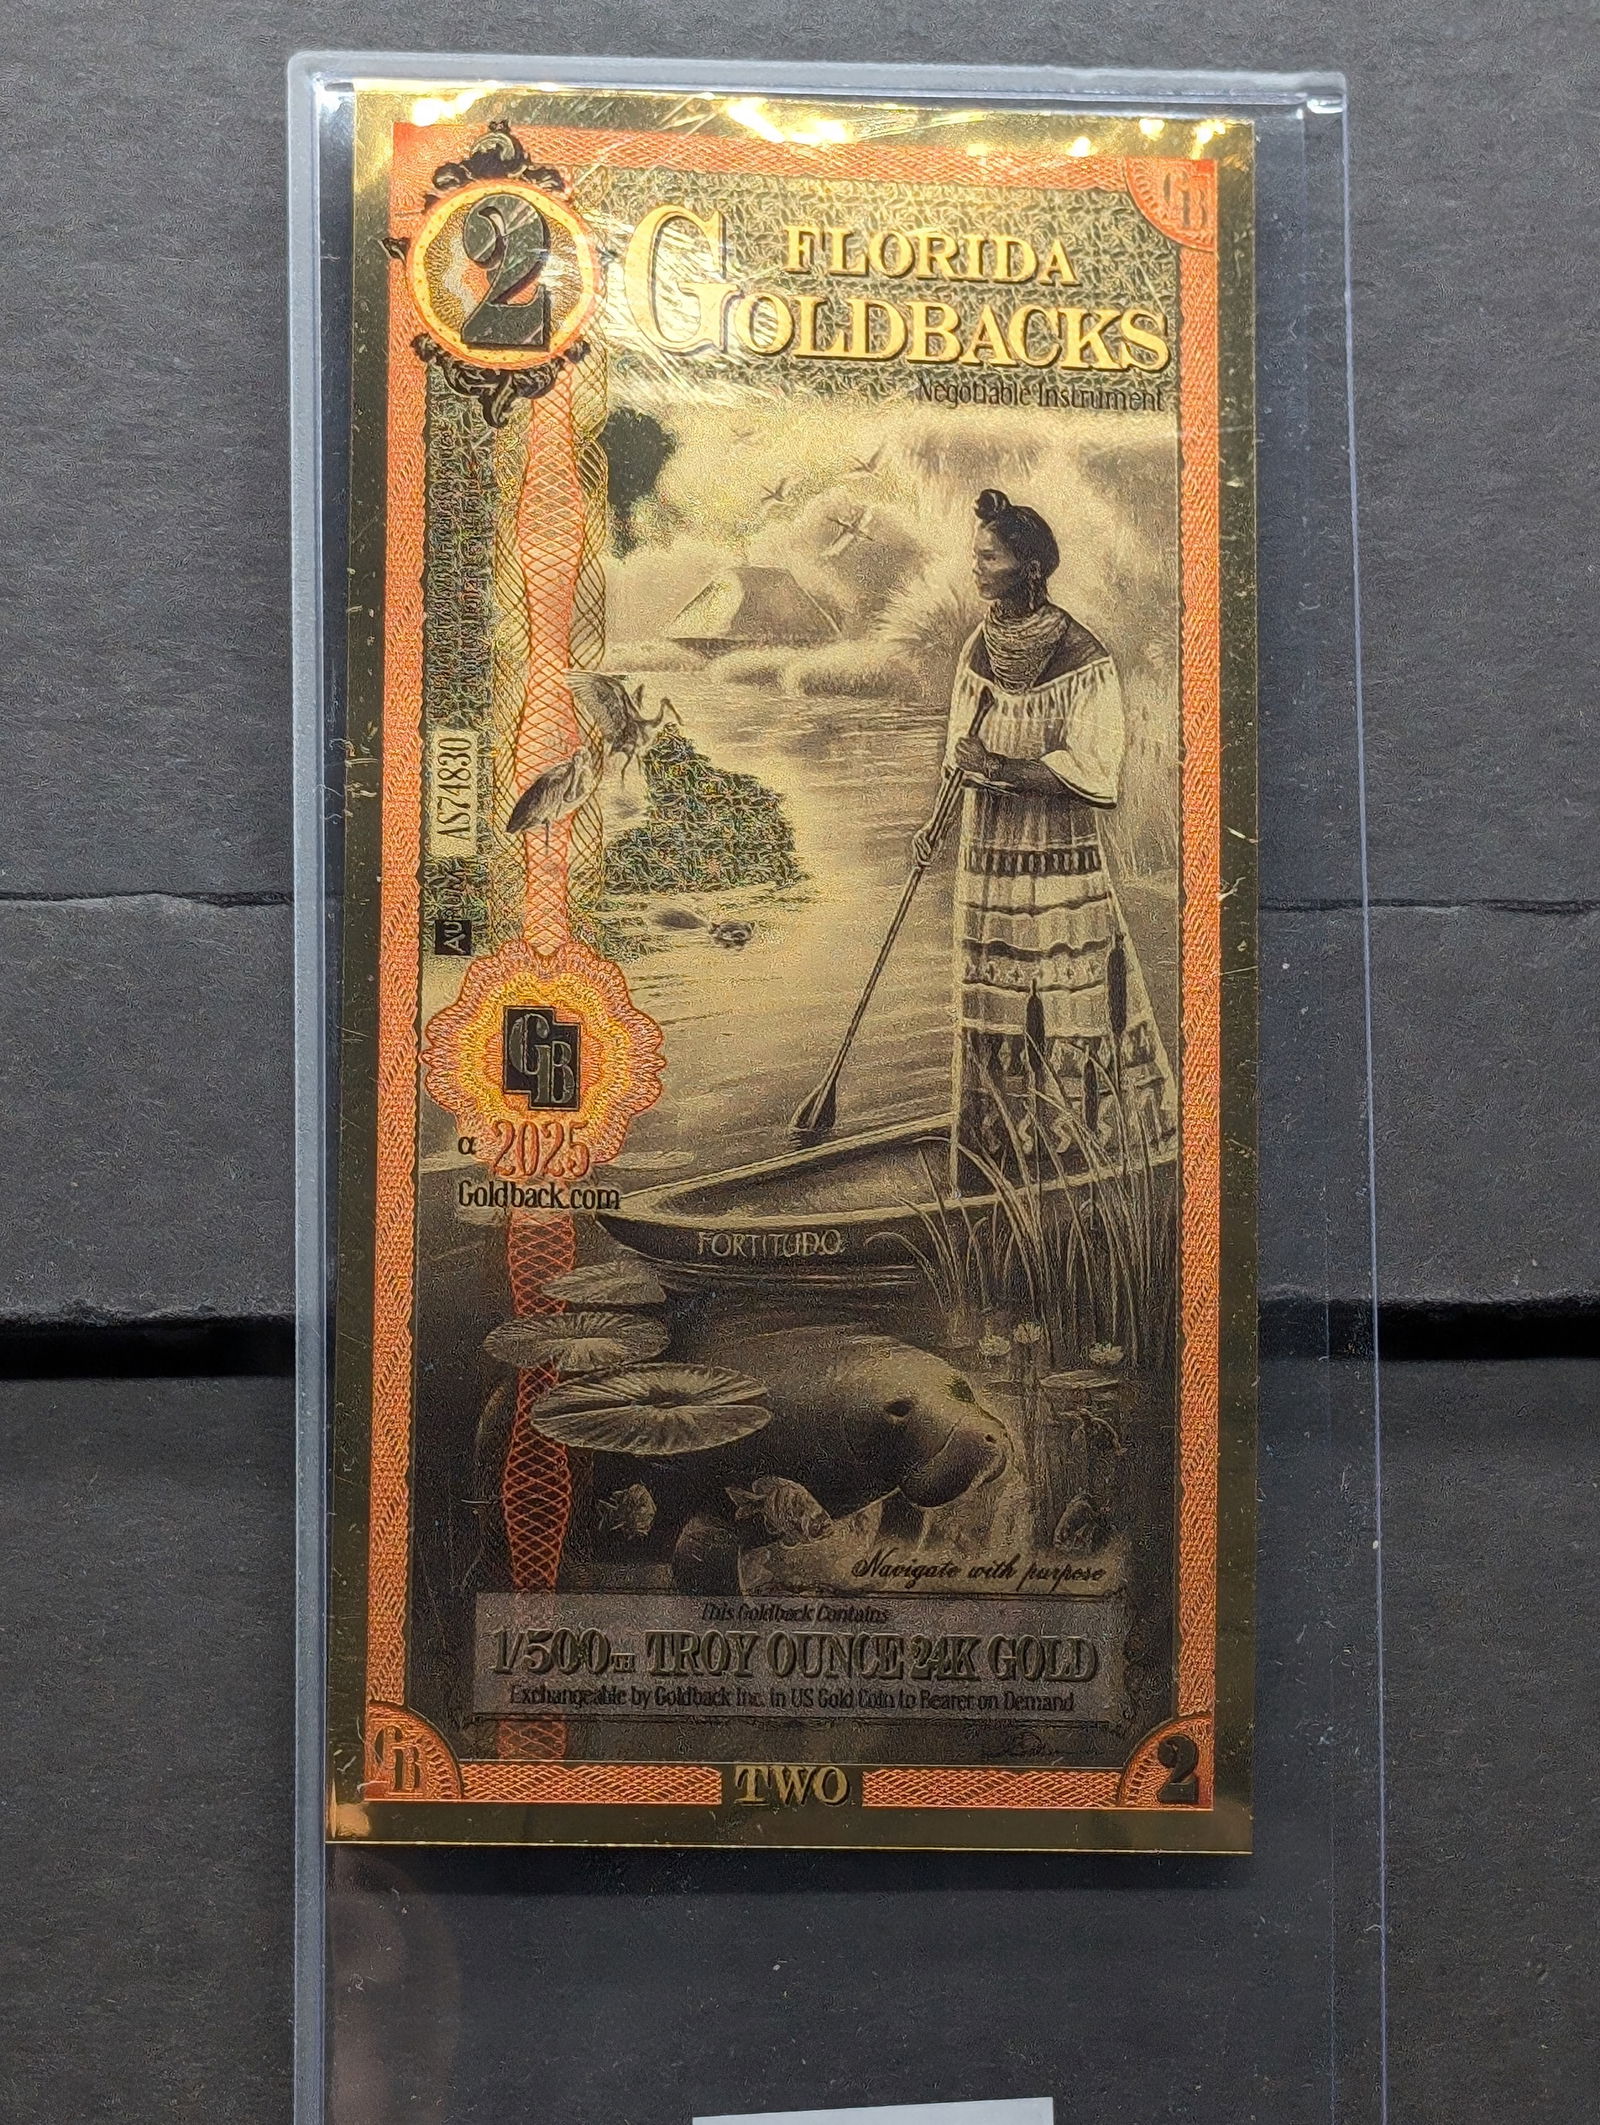 2
GB
FLORIDA
GOLDBACKS
Negotiable Instrument
AS74830
AURUM
GB
α 2025
Goldback.com
FORTITUDO
Navigate with purpose
This Goldback Contains
1/500TH TROY OUNCE 24K GOLD
Exchangeable by Goldback Inc. in US Gold Coin to Bearer on Demand
GB
TWO
2